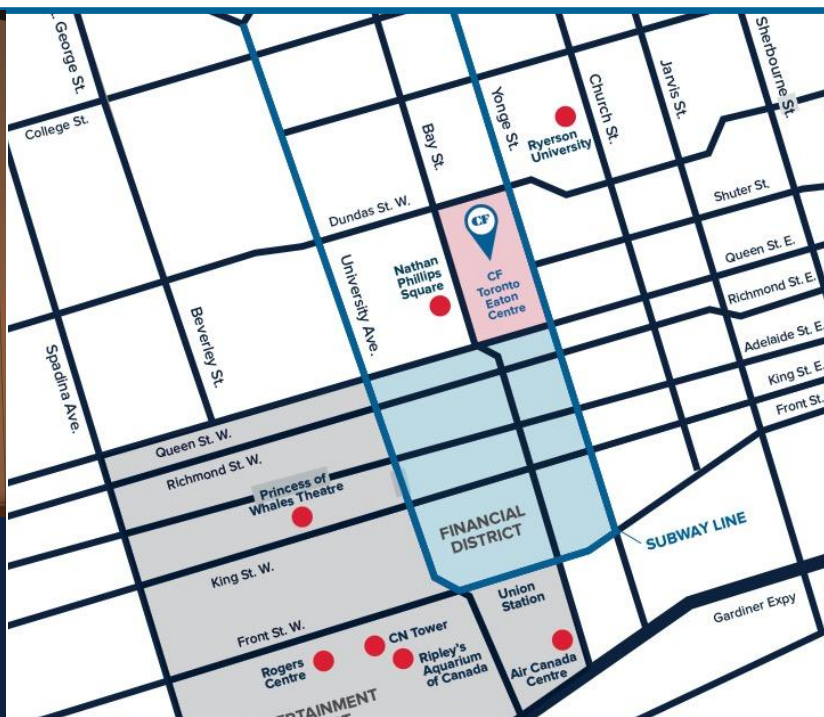 . George St.
College St.
Spadina Ave.
Beverley St.
University Ave.
Dundas St. W.
Bay St.
Yonge St.
Church St.
Jarvis St.
Sherbourne St.
Ryerson
University
Shuter St.
Queen St. E.
Richmond St. E.
Adelaide St. E.
King St. E.
Front St.
CF
CF
Toronto
Eaton
Centre
Nathan
Phillips
Square
Queen St. W.
Richmond St. W.
Princess of
Whales Theatre
King St. W.
Front St. W.
FINANCIAL
DISTRICT
SUBWAY LINE
Union
Station
Gardiner Expy
CN Tower
Rogers
Centre
Ripley's
Aquarium
of Canada
Air Canada
Centre
ERTAINMENT